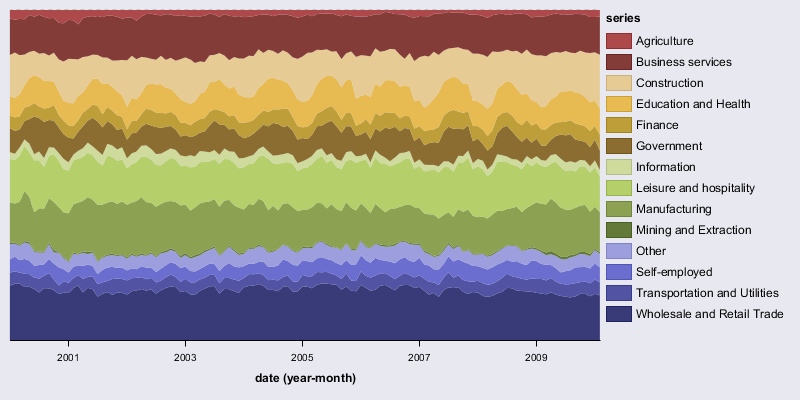 series
Agriculture
Business services
Construction
Education and Health
Finance
Government
Information
Leisure and hospitality
Manufacturing
Mining and Extraction
Other
Self-employed
Transportation and Utilities
Wholesale and Retail Trade
2001 2003 2005 2007 2009
date (year-month)